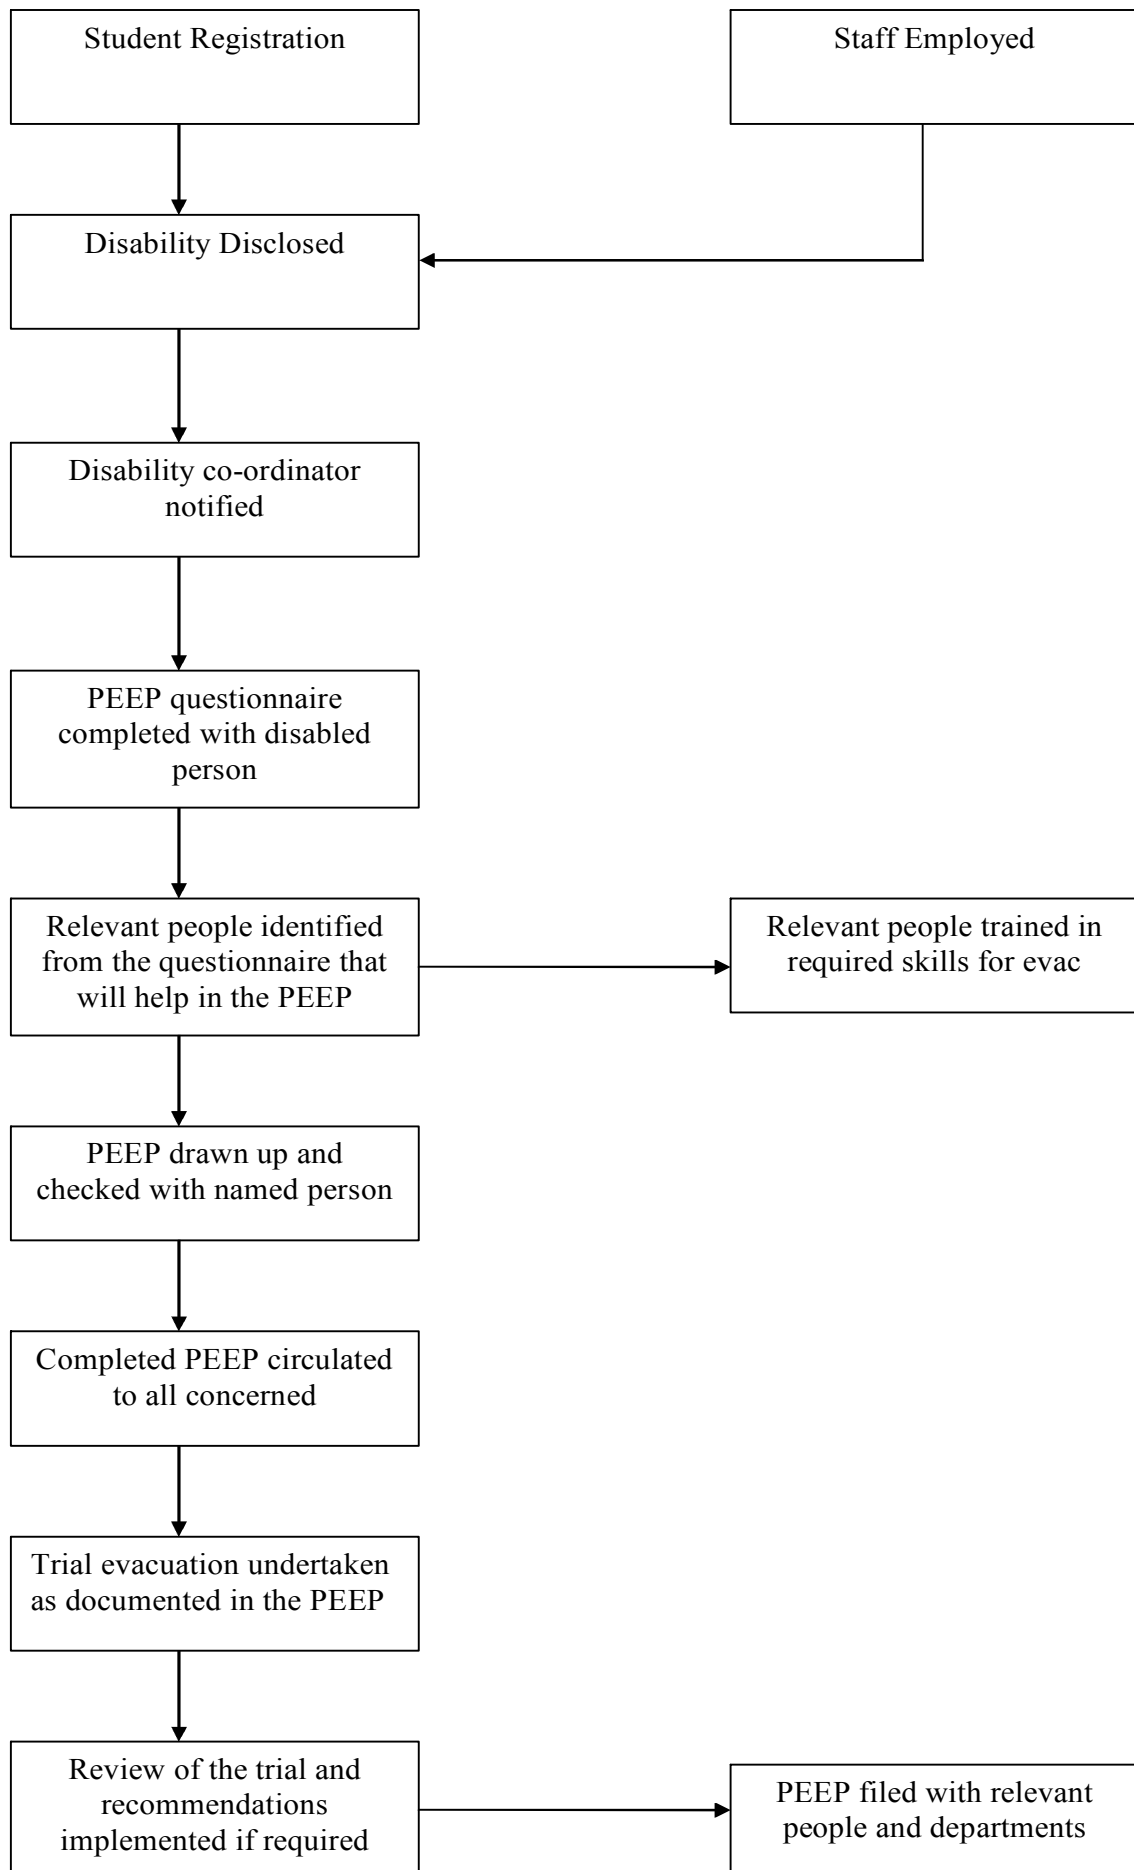 Student Registration
Staff Employed
Disability Disclosed
Disability co-ordinator
notified
PEEP questionnaire
completed with disabled
person
Relevant people identified
from the questionnaire that
will help in the PEEP
Relevant people trained in
required skills for evac
PEEP drawn up and
checked with named person
Completed PEEP circulated
to all concerned
Trial evacuation undertaken
as documented in the PEEP
Review of the trial and
recommendations
implemented if required
PEEP filed with relevant
people and departments